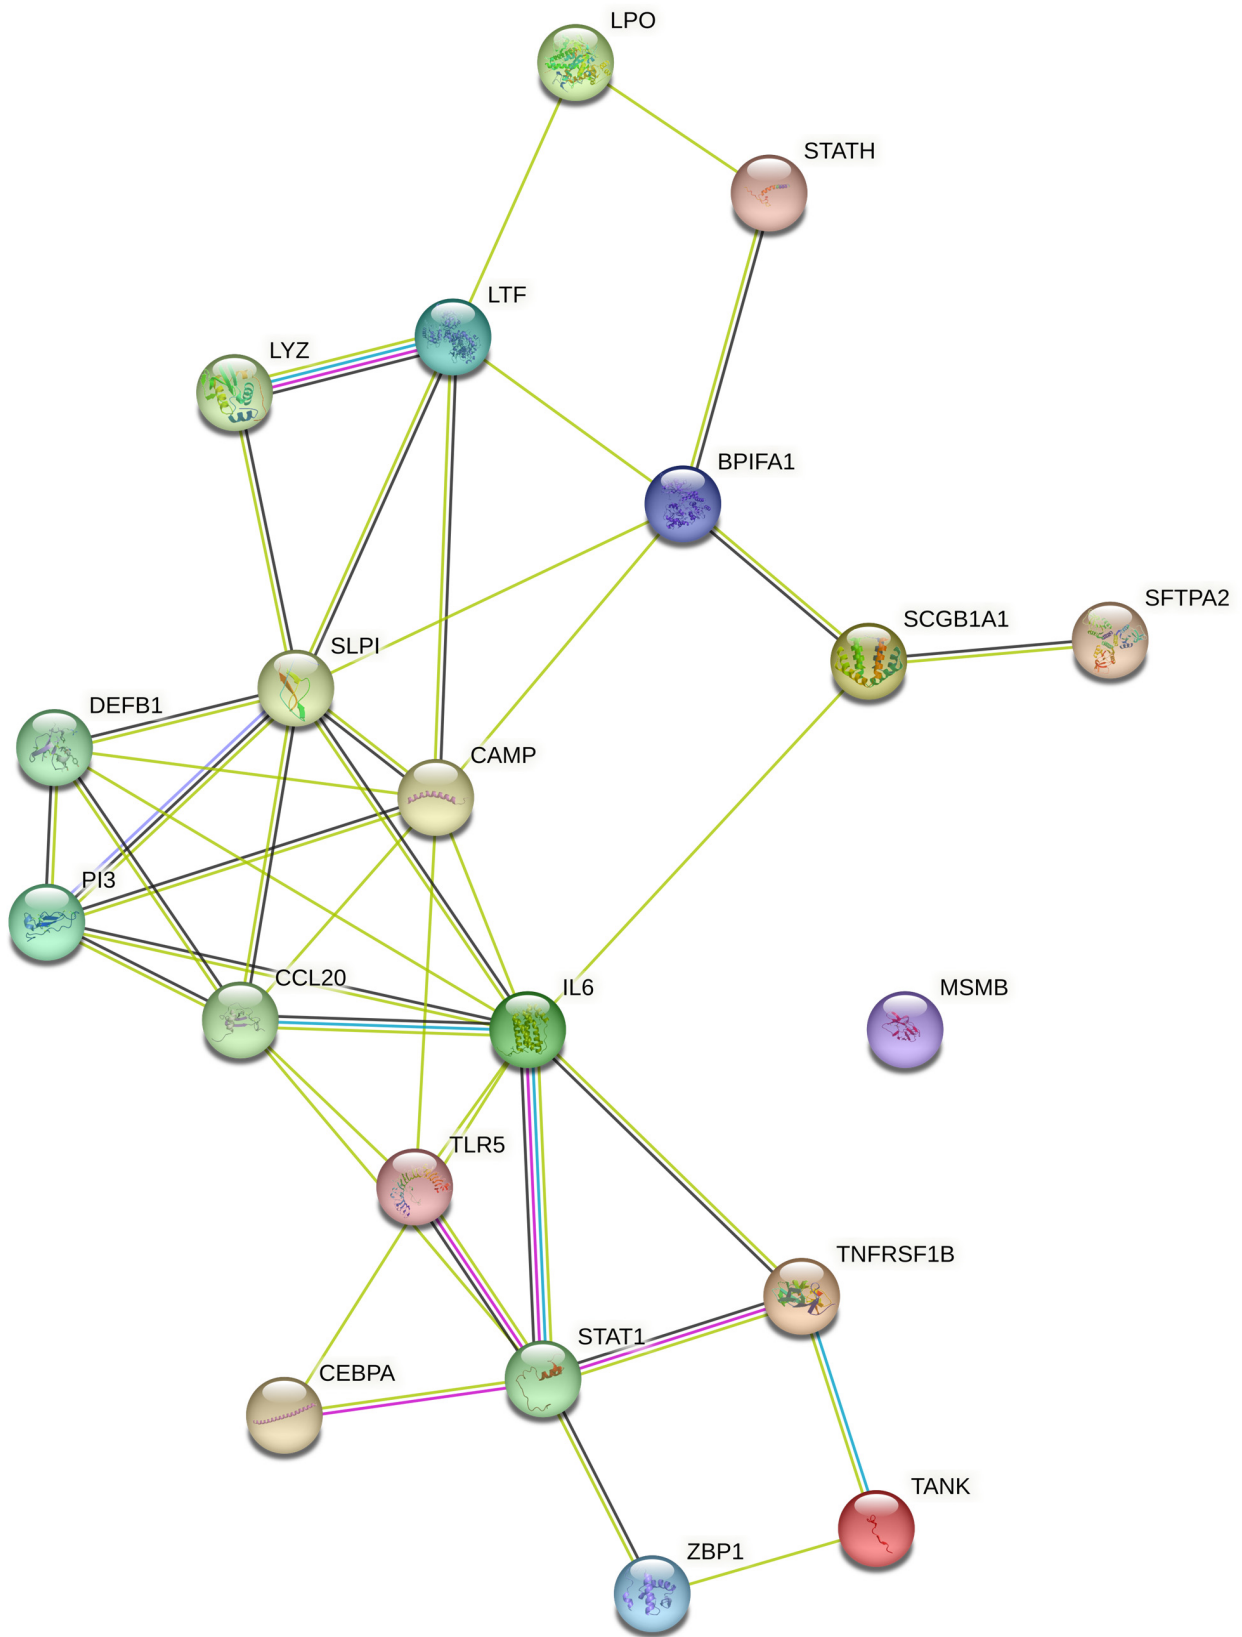 LPO
STATH
LTF
LYZ
BPIFA1
SFTPA2
SCGB1A1
SLPI
DEFB1
CAMP
PI3
CCL20
IL6
MSMB
TLR5
TNFRSF1B
STAT1
CEBPA
TANK
ZBP1